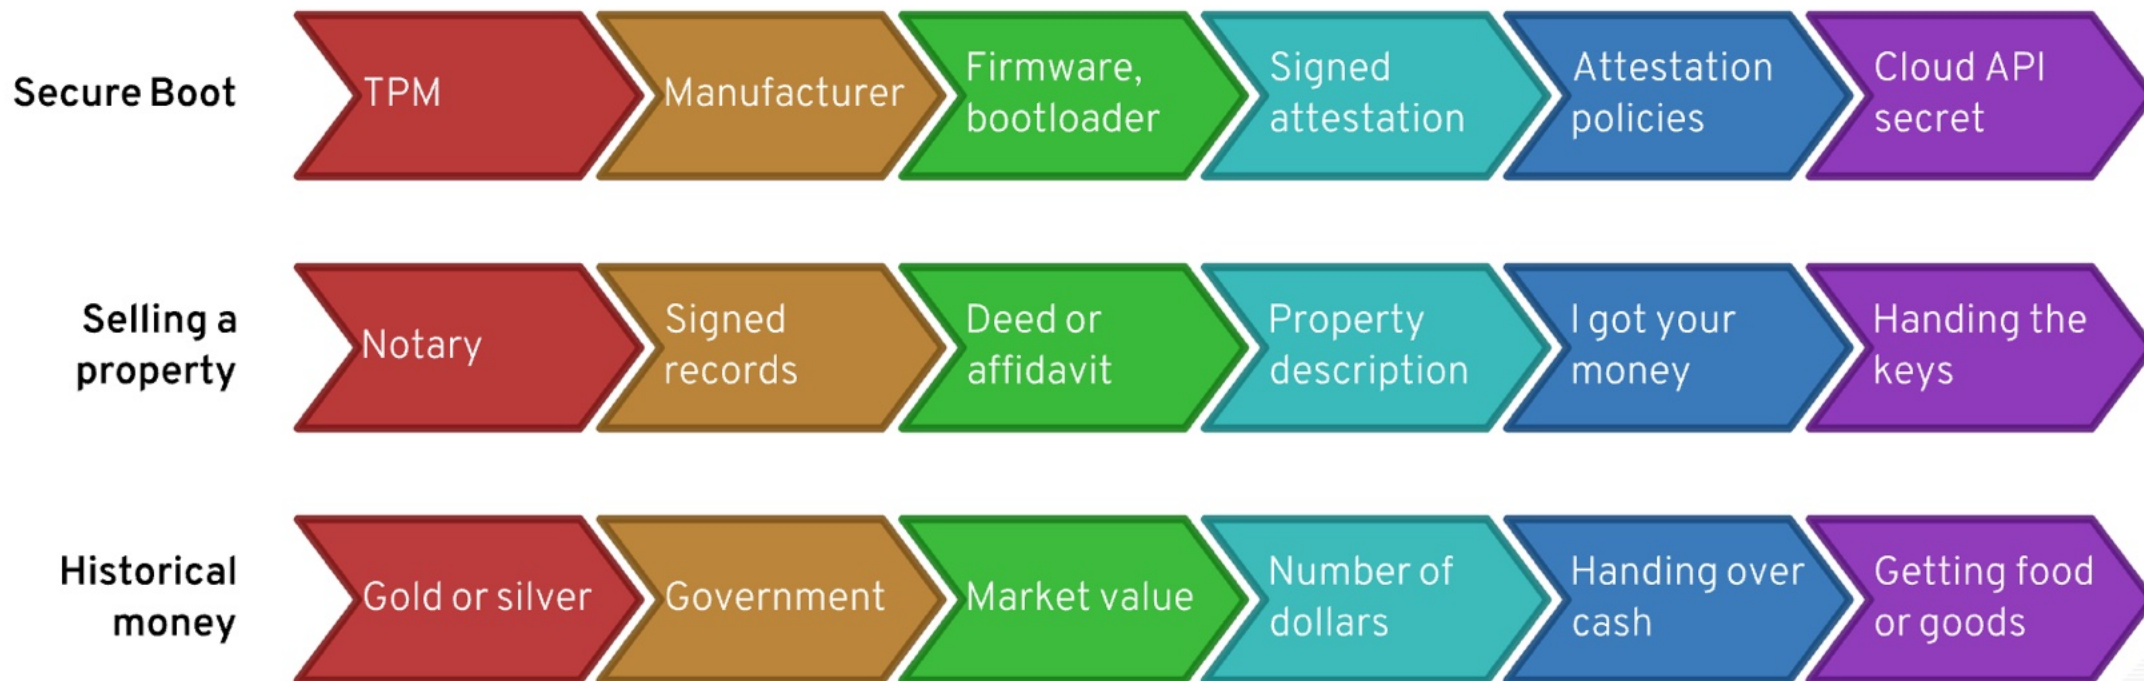 Secure Boot
TPM
Manufacturer
Firmware,
bootloader
Signed
attestation
Attestation
policies
Cloud API
secret
Selling a
property
Notary
Signed
records
Deed or
affidavit
Property
description
I got your
money
Handing the
keys
Historical
money
Gold or silver
Government
Market value
Number of
dollars
Handing over
cash
Getting food
or goods